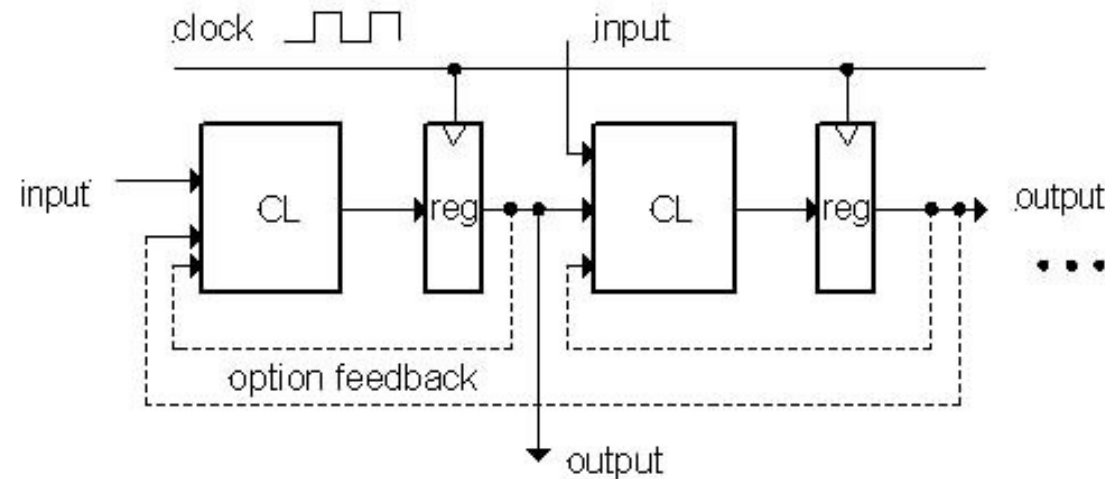 clock
input
input
CL
reg
CL
reg
output
option feedback
output